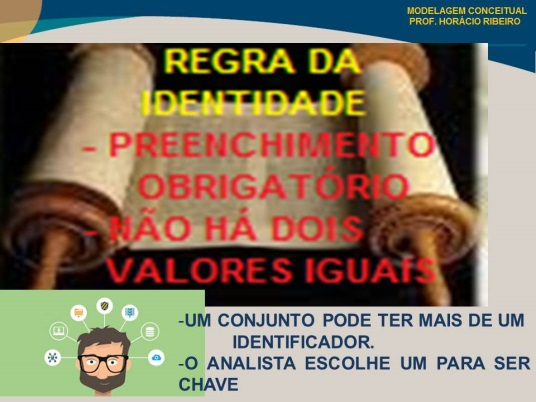 MODELAGEM CONCEITUAL
PROF. HORÁCIO RIBEIRO
REGRA DA
IDENTIDADE
- PREENCHIMENTO
OBRIGATÓRIO
- NÃO HÁ DOIS
VALORES IGUAIS
-UM CONJUNTO PODE TER MAIS DE UM
IDENTIFICADOR.
-O ANALISTA ESCOLHE UM PARA SER
CHAVE